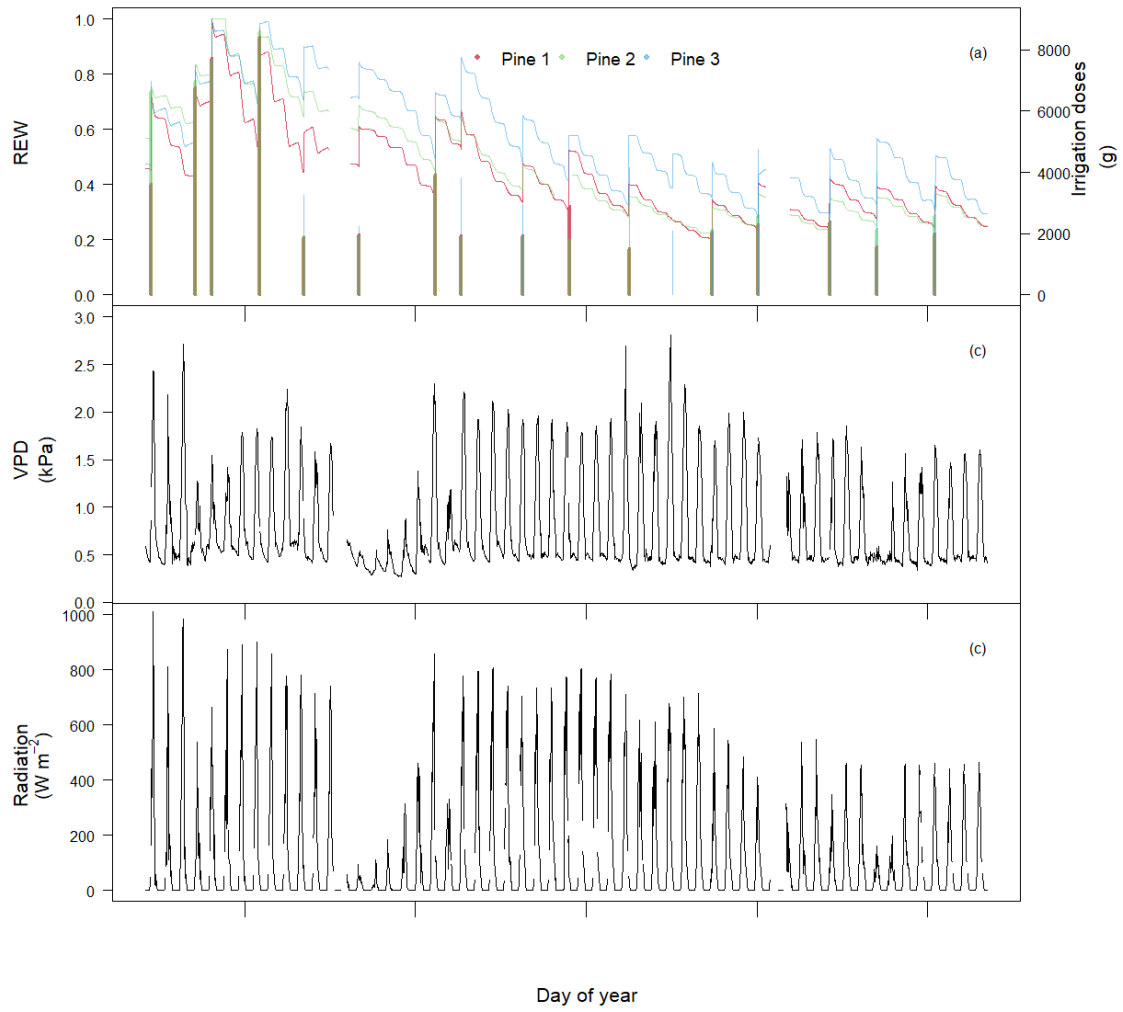 1.0
0.8
0.6
0.4
0.2
0.0
REW
Pine 1 Pine 2 Pine 3
(a)
8000
6000
4000
2000
0
Irrigation doses
(g)
3.0
2.5
2.0
1.5
1.0
0.5
0.0
VPD
(kPa)
(c)
1000
800
600
400
200
0
Radiation
(W m⁻²)
(c)
Day of year